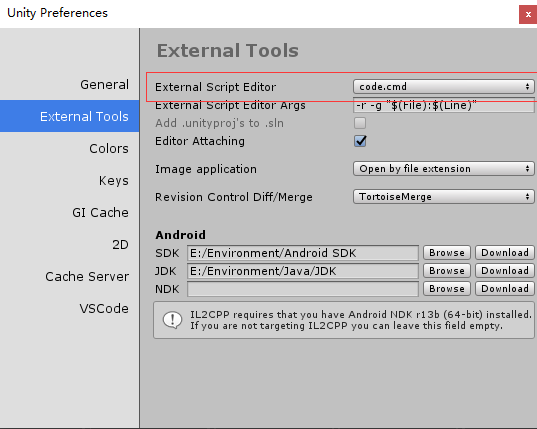 Unity Preferences
x
External Tools
General
External Tools
Colors
Keys
GI Cache
2D
Cache Server
VSCode
External Script Editor code.cmd
External Script Editor Args -r -g "$(File):$(Line)"
Add .unityproj's to .sln
Editor Attaching
Image application Open by file extension
Revision Control Diff/Merge TortoiseMerge
Android
SDK E:/Environment/Android SDK Browse Download
JDK E:/Environment/Java/JDK Browse Download
NDK Browse Download
IL2CPP requires that you have Android NDK r13b (64-bit) installed.
If you are not targeting IL2CPP you can leave this field empty.